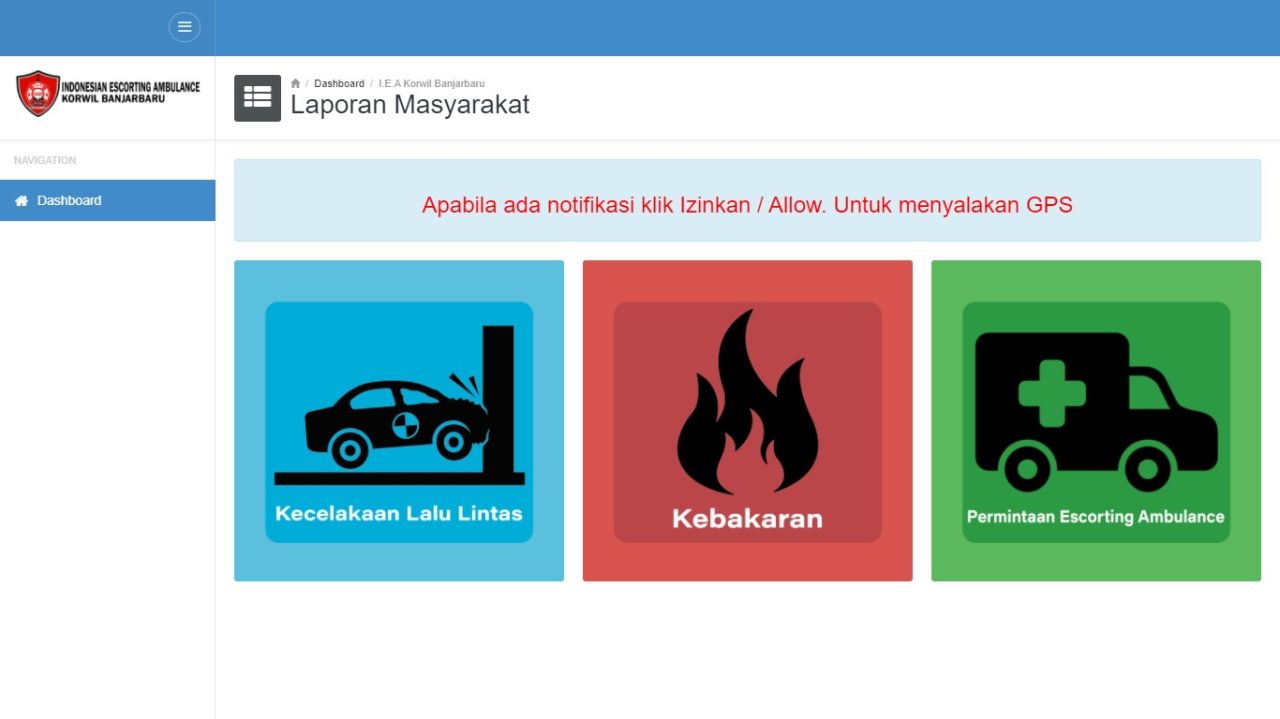 INDONESIAN ESCORTING AMBULANCE
KORWIL BANJARBARU
/ Dashboard / I.E.A Korwil Banjarbaru
Laporan Masyarakat
NAVIGATION
Dashboard
Apabila ada notifikasi klik Izinkan / Allow. Untuk menyalakan GPS
Kecelakaan Lalu Lintas
Kebakaran
Permintaan Escorting Ambulance